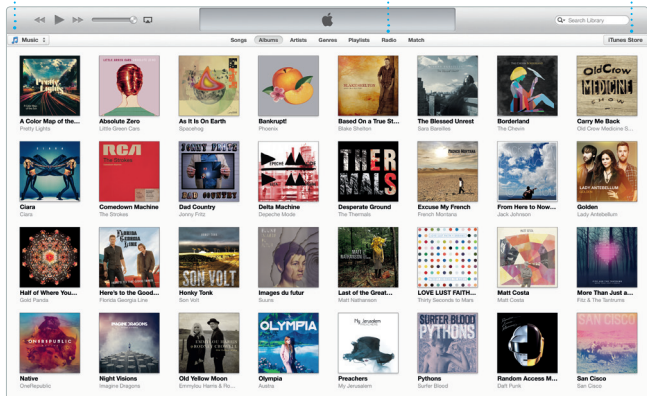 Search Library
Music
Songs Albums Artists Genres Playlists Radio Match
iTunes Store
A Color Map of the... Absolute Zero As It Is On Earth Bankrupt! Based On a True St... The Blessed Unrest Borderland Carry Me Back
Pretty Lights Little Green Cars Spacehog Phoenix Blake Shelton Sara Bareilles The Chevin Old Crow Medicine S...
Ciara Comedown Machine Dad Country Delta Machine Desperate Ground Excuse My French From Here to Now... Golden
Ciara The Strokes Jonny Fritz Depeche Mode The Thermals French Montana Jack Johnson Lady Antebellum
Half of Where You... Here's to the Good... Honky Tonk Images du futur Last of the Great... LOVE LUST FAITH... Matt Costa More Than Just a...
Gold Panda Florida Georgia Line Son Volt Suuns Matt Nathanson Thirty Seconds to Mars Matt Costa Fitz & The Tantrums
Native Night Visions Old Yellow Moon Olympia Preachers Pythons Random Access M... San Cisco
OneRepublic Imagine Dragons Emmylou Harris & Ro... Austra My Jerusalem Surfer Blood Daft Punk San Cisco